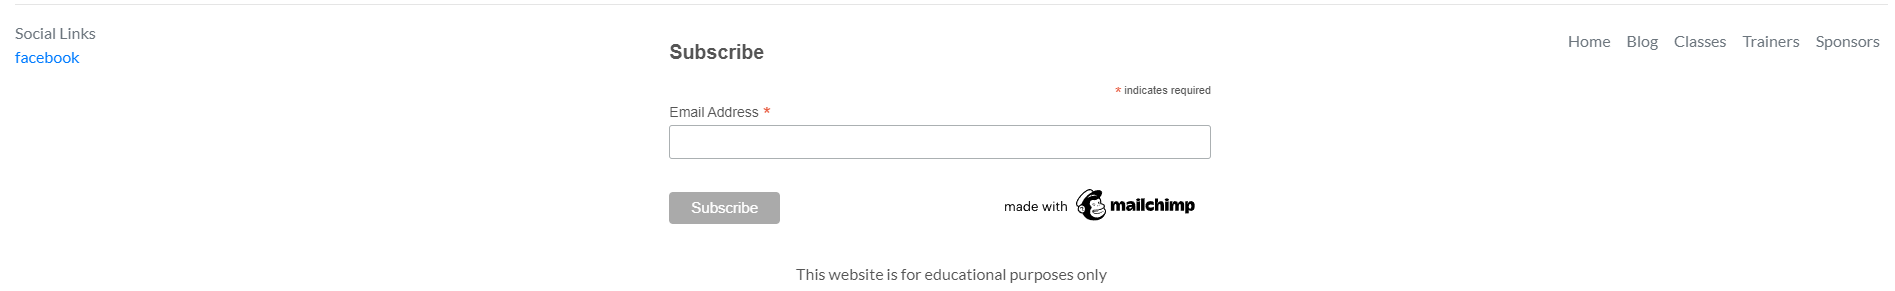 Social Links
facebook
Subscribe
* indicates required
Email Address *
Subscribe
made with mailchimp
Home Blog Classes Trainers Sponsors
This website is for educational purposes only